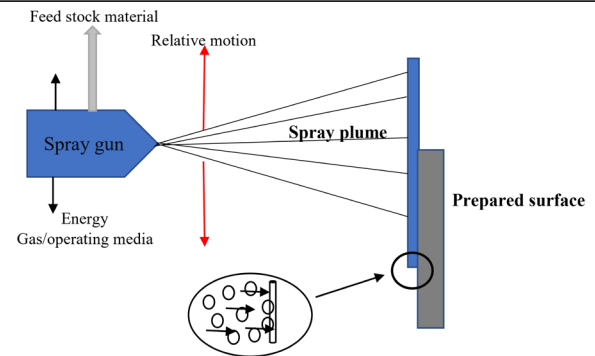 Feed stock material
Relative motion
Spray gun
Spray plume
Prepared surface
Energy
Gas/operating media